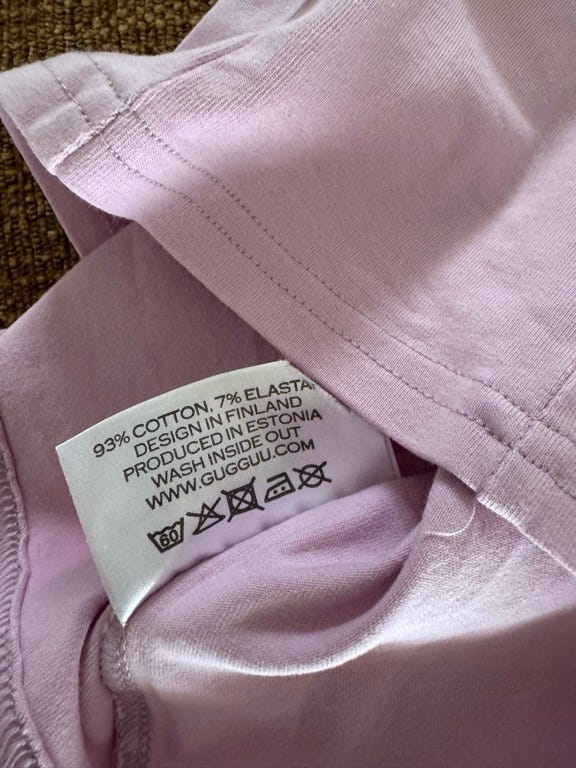 93% COTTON, 7% ELASTA
DESIGN IN FINLAND
PRODUCED IN ESTONIA
WASH INSIDE OUT
WWW.GUGGUU.COM
60